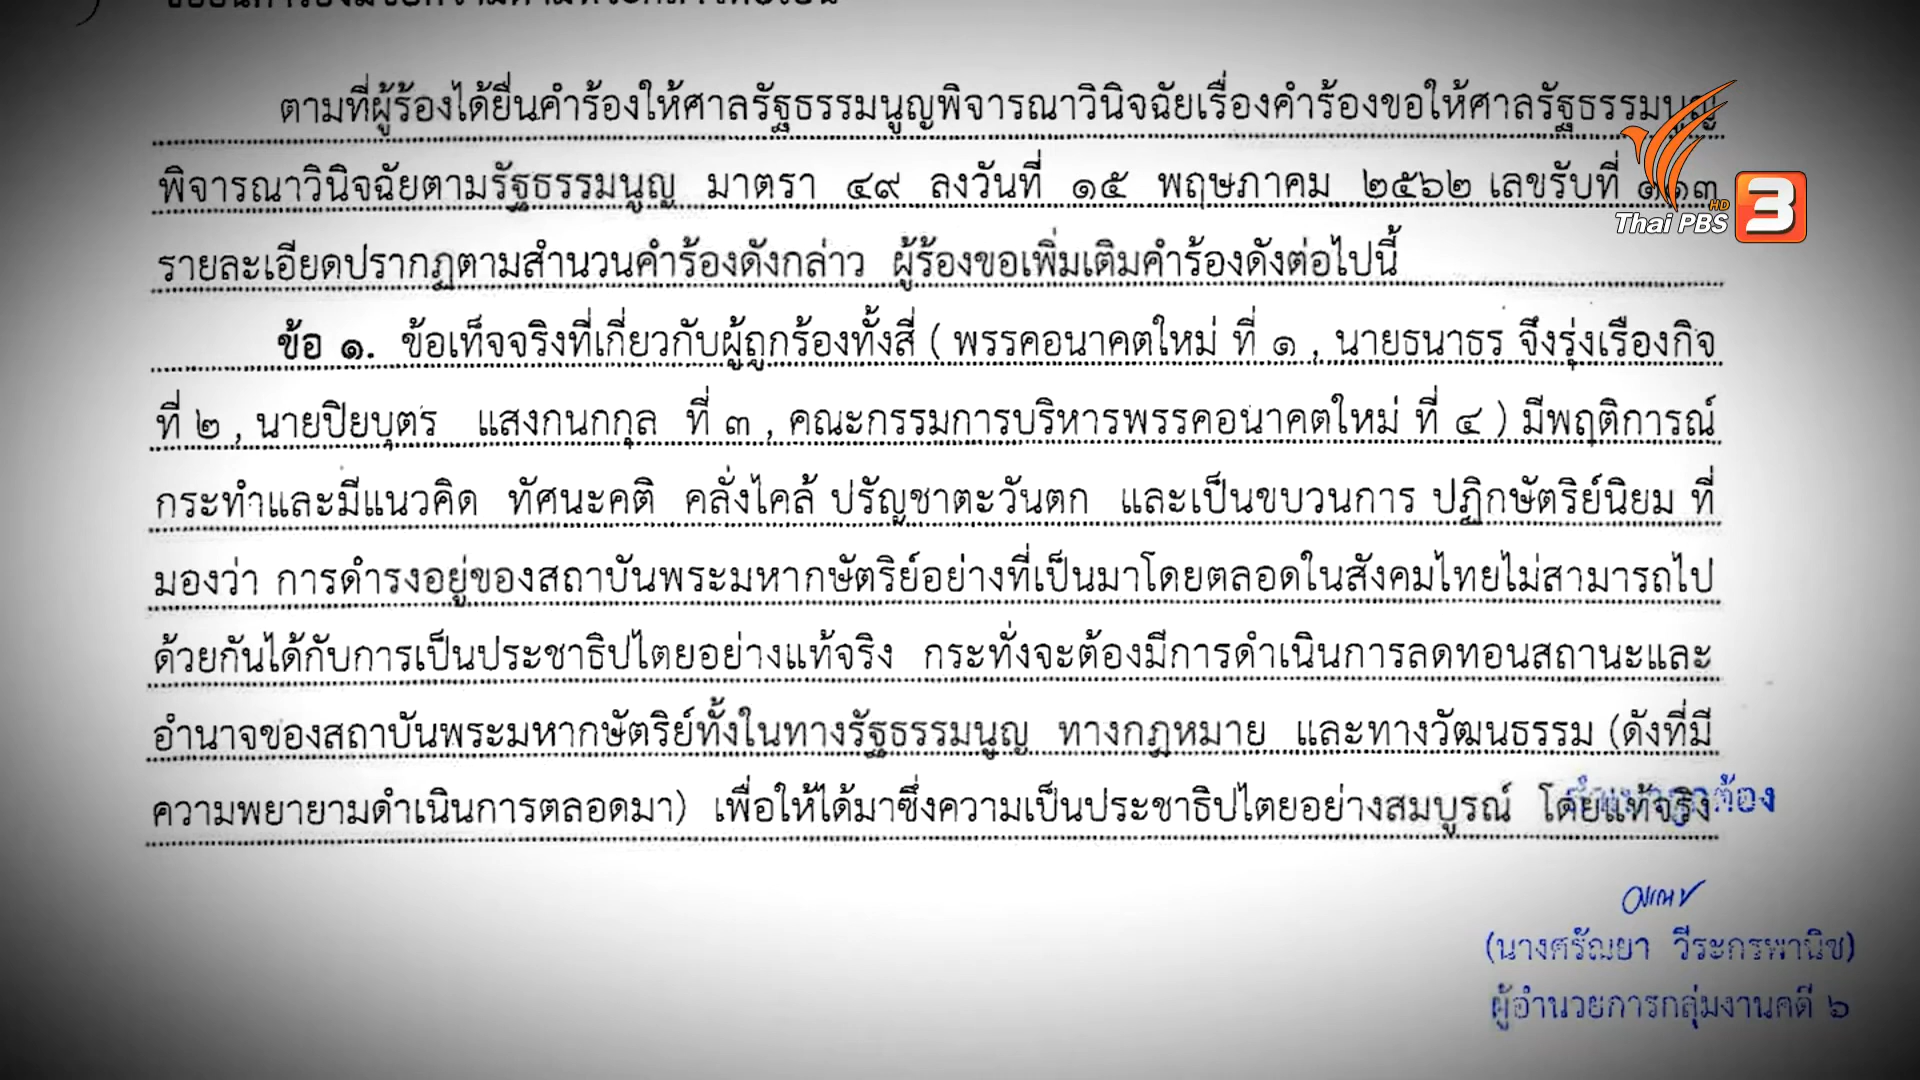 ตามที่ผู้ร้องได้ยื่นคำร้องให้ศาลรัฐธรรมนูญพิจารณาวินิจฉัยเรื่องคำร้องขอให้ศาลรัฐธรรมนูญ
พิจารณาวินิจฉัยตามรัฐธรรมนูญ มาตรา ๔๙ ลงวันที่ ๑๕ พฤษภาคม ๒๕๖๒ เลขรับที่ ๑๑๓
รายละเอียดปรากฏตามสำนวนคำร้องดังกล่าว ผู้ร้องขอเพิ่มเติมคำร้องดังต่อไปนี้
ข้อ ๑. ข้อเท็จจริงที่เกี่ยวกับผู้ถูกร้องทั้งสี่ ( พรรคอนาคตใหม่ ที่ ๑ , นายธนาธร จึงรุ่งเรืองกิจ
ที่ ๒ , นายปิยบุตร แสงกนกกุล ที่ ๓ , คณะกรรมการบริหารพรรคอนาคตใหม่ ที่ ๔ ) มีพฤติการณ์
กระทำและมีแนวคิด ทัศนะคติ คลั่งไคล้ ปรัญชาตะวันตก และเป็นขบวนการ ปฏิกษัตริย์นิยม ที่
มองว่า การดำรงอยู่ของสถาบันพระมหากษัตริย์อย่างที่เป็นมาโดยตลอดในสังคมไทยไม่สามารถไป
ด้วยกันได้กับการเป็นประชาธิปไตยอย่างแท้จริง กระทั่งจะต้องมีการดำเนินการลดทอนสถานะและ
อำนาจของสถาบันพระมหากษัตริย์ทั้งในทางรัฐธรรมนูญ ทางกฎหมาย และทางวัฒนธรรม (ดังที่มี
ความพยายามดำเนินการตลอดมา) เพื่อให้ได้มาซึ่งความเป็นประชาธิปไตยอย่างสมบูรณ์ โดยแท้จริง
(นางศรัณยา วีระกรพานิช)
ผู้อำนวยการกลุ่มงานคดี ๖
Thai PBS HD 3